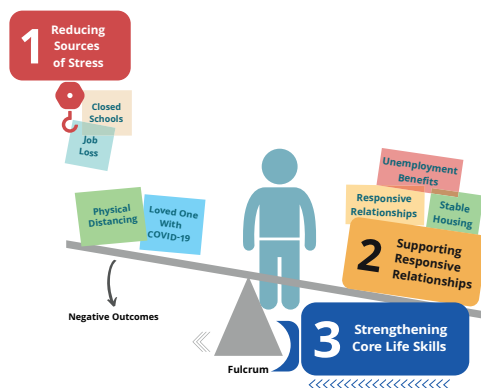 1
Reducing
Sources
of Stress
Closed
Schools
Job
Loss
Physical
Distancing
Loved One
With
COVID-19
Negative Outcomes
Unemployment
Benefits
Responsive
Relationships
Stable
Housing
2
Supporting
Responsive
Relationships
Fulcrum
3
Strengthening
Core Life Skills